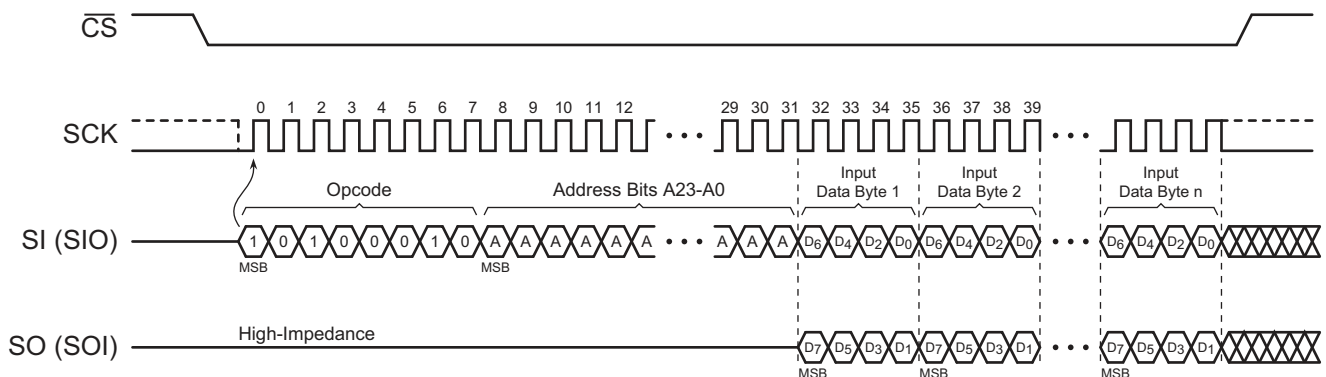 CS
0 1 2 3 4 5 6 7 8 9 10 11 12 29 30 31 32 33 34 35 36 37 38 39
SCK
Opcode
Address Bits A23-A0
Input
Data Byte 1
Input
Data Byte 2
Input
Data Byte n
SI (SIO)
1 0 1 0 0 0 1 0 A A A A A A A A A D6 D4 D2 D0 D6 D4 D2 D0 D6 D4 D2 D0
MSB MSB
High-Impedance
SO (SOI)
D7 D5 D3 D1 D7 D5 D3 D1 D7 D5 D3 D1
MSB MSB MSB